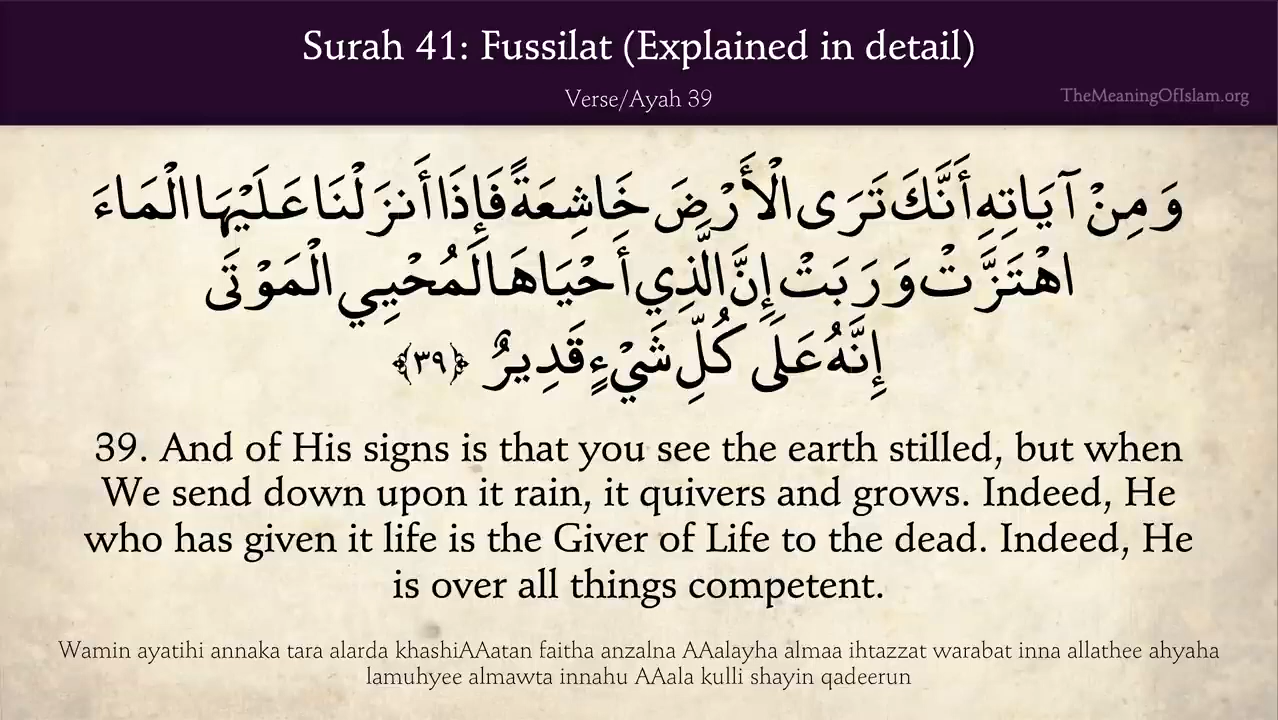 Surah 41: Fussilat (Explained in detail)
Verse/Ayah 39
TheMeaningOfIslam.org
وَمِنْ آيَاتِهِ أَنَّكَ تَرَى الْأَرْضَ خَاشِعَةً فَإِذَا أَنزَلْنَا عَلَيْهَا الْمَاءَ
اهْتَزَّتْ وَرَبَتْ إِنَّ الَّذِي أَحْيَاهَا لَمُحْيِي الْمَوْتَى
إِنَّهُ عَلَى كُلِّ شَيْءٍ قَدِيرٌ ﴿٣٩﴾
39. And of His signs is that you see the earth stilled, but when
We send down upon it rain, it quivers and grows. Indeed, He
who has given it life is the Giver of Life to the dead. Indeed, He
is over all things competent.
Wamin ayatihi annaka tara alarda khashiAAatan faitha anzalna AAalayha almaa ihtazzat warabat inna allathee ahyaha
lamuhyee almawta innahu AAala kulli shayin qadeerun